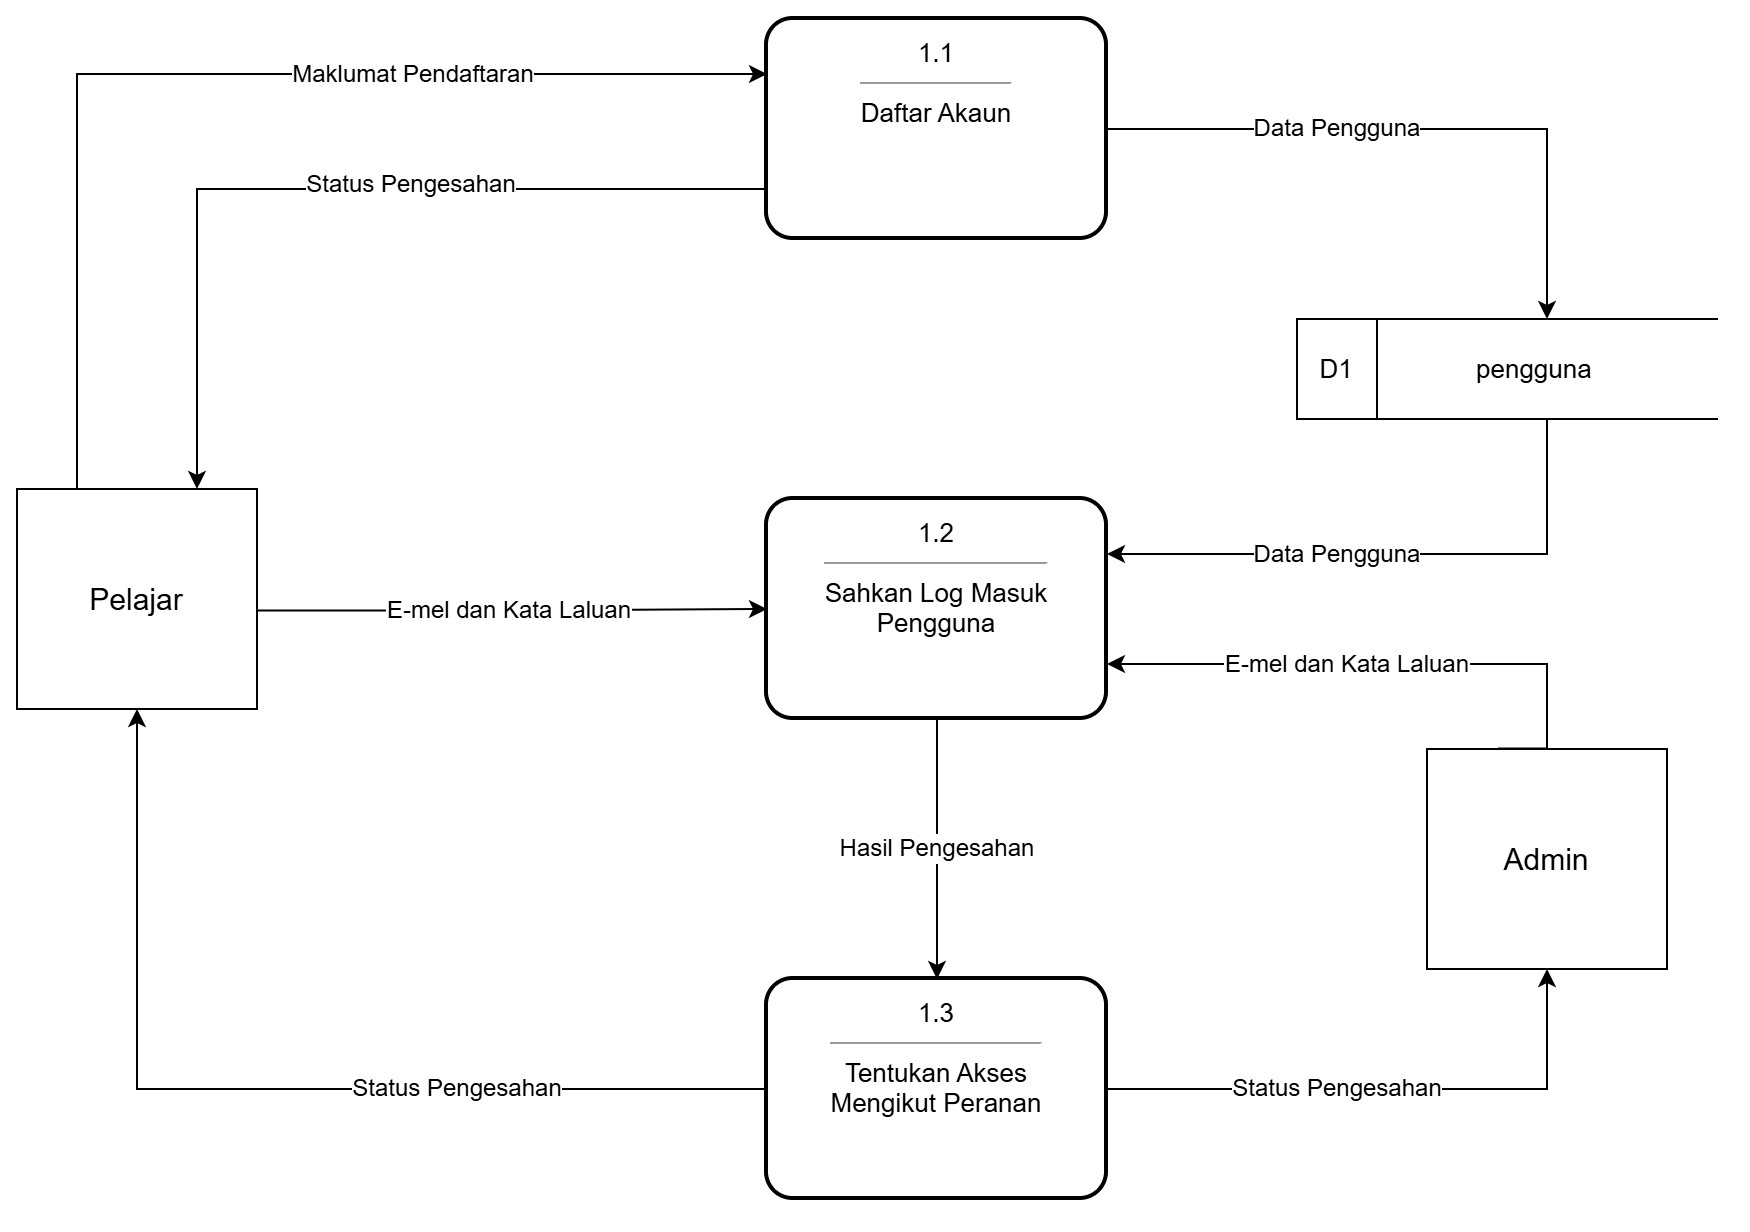 1.1
Maklumat Pendaftaran
Daftar Akaun
Data Pengguna
Status Pengesahan
D1
pengguna
1.2
Data Pengguna
Pelajar
E-mel dan Kata Laluan
Sahkan Log Masuk
Pengguna
E-mel dan Kata Laluan
Hasil Pengesahan
Admin
1.3
Tentukan Akses
Mengikut Peranan
Status Pengesahan
Status Pengesahan